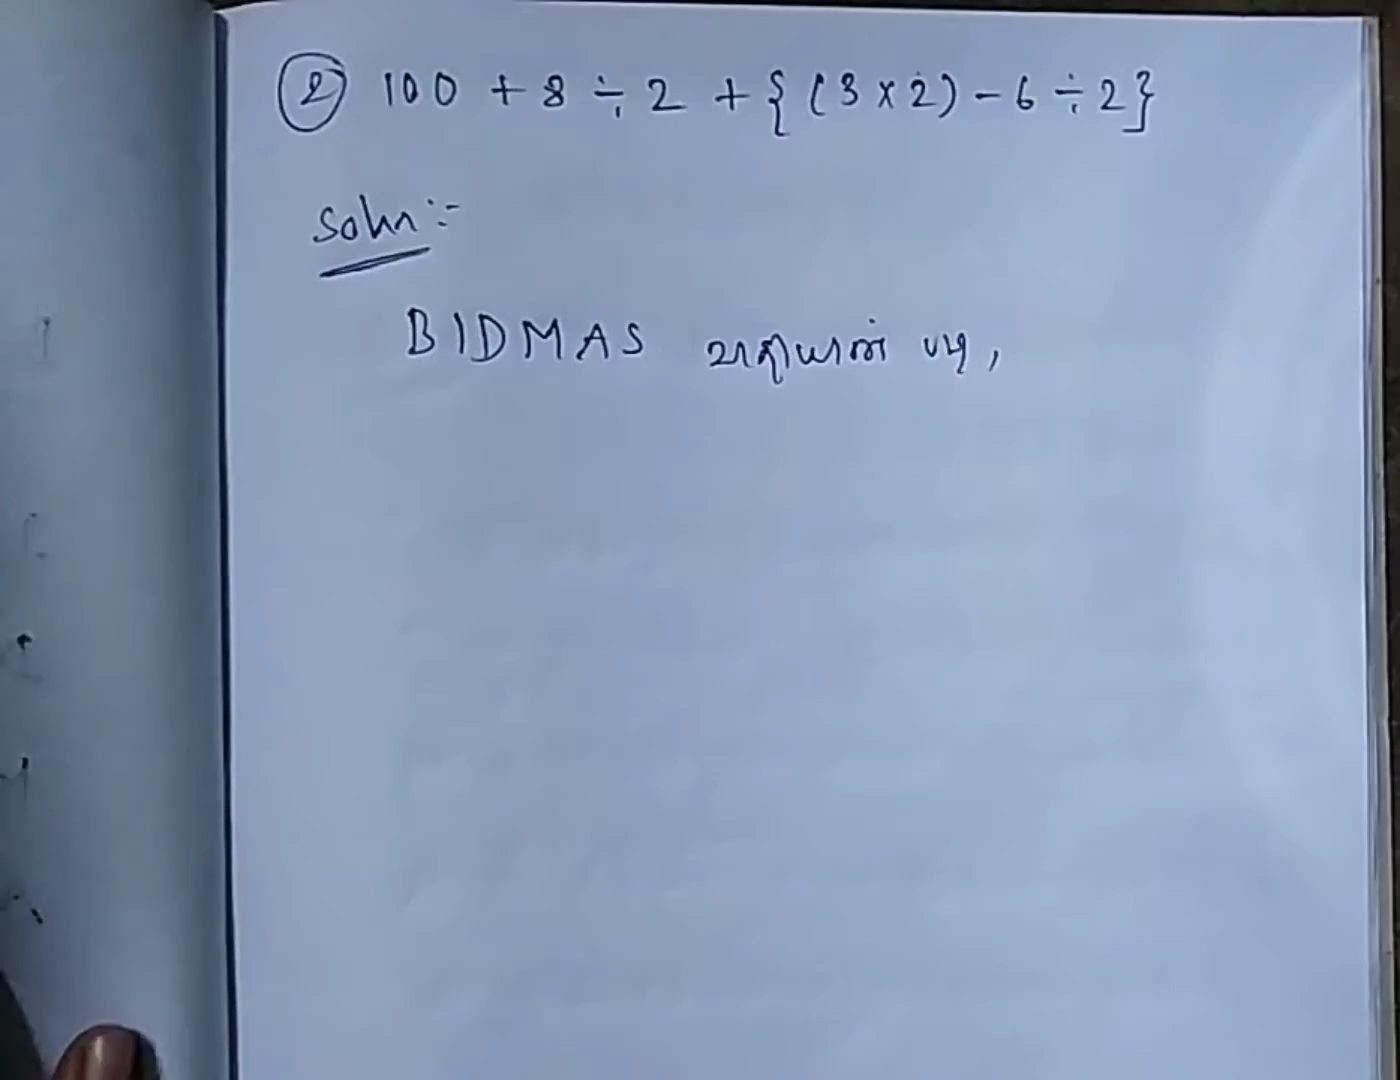 ② 100 + 8 ÷ 2 + { (3 × 2) - 6 ÷ 2 }
Soln :-
BIDMAS படி ,